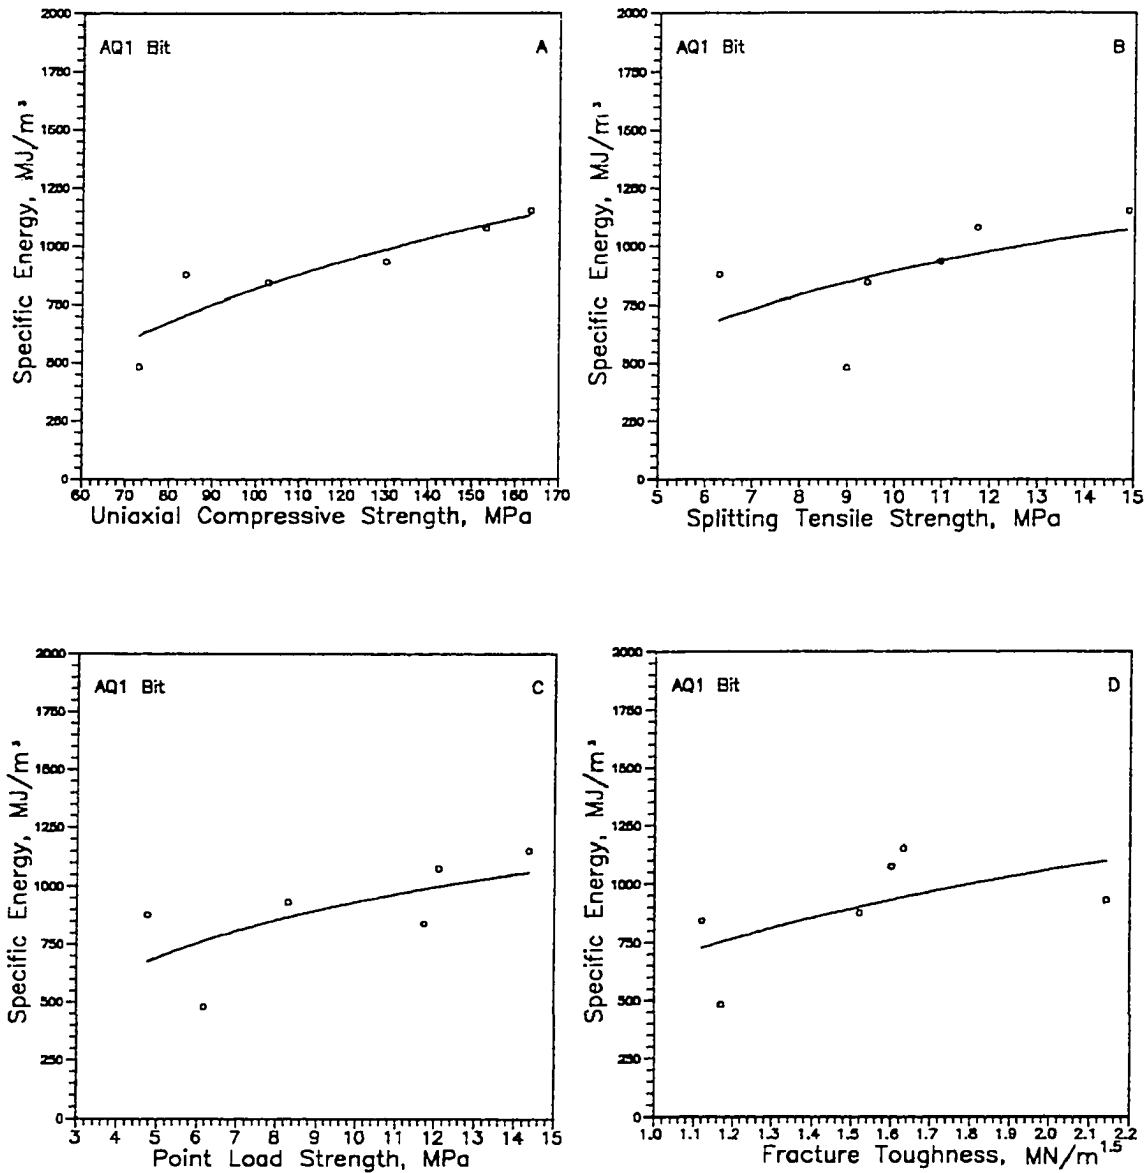 AQ1 Bit A
Specific Energy, MJ/m³
2000
1750
1500
1250
1000
750
500
250
0
60 70 80 90 100 110 120 130 140 150 160 170
Uniaxial Compressive Strength, MPa
AQ1 Bit B
Specific Energy, MJ/m³
2000
1750
1500
1250
1000
750
500
250
0
5 6 7 8 9 10 11 12 13 14 15
Splitting Tensile Strength, MPa
AQ1 Bit C
Specific Energy, MJ/m³
2000
1750
1500
1250
1000
750
500
250
0
3 4 5 6 7 8 9 10 11 12 13 14 15
Point Load Strength, MPa
AQ1 Bit D
Specific Energy, MJ/m³
2000
1750
1500
1250
1000
750
500
250
0
1.0 1.1 1.2 1.3 1.4 1.5 1.6 1.7 1.8 1.9 2.0 2.1 2.2
Fracture Toughness, MN/m^1.5